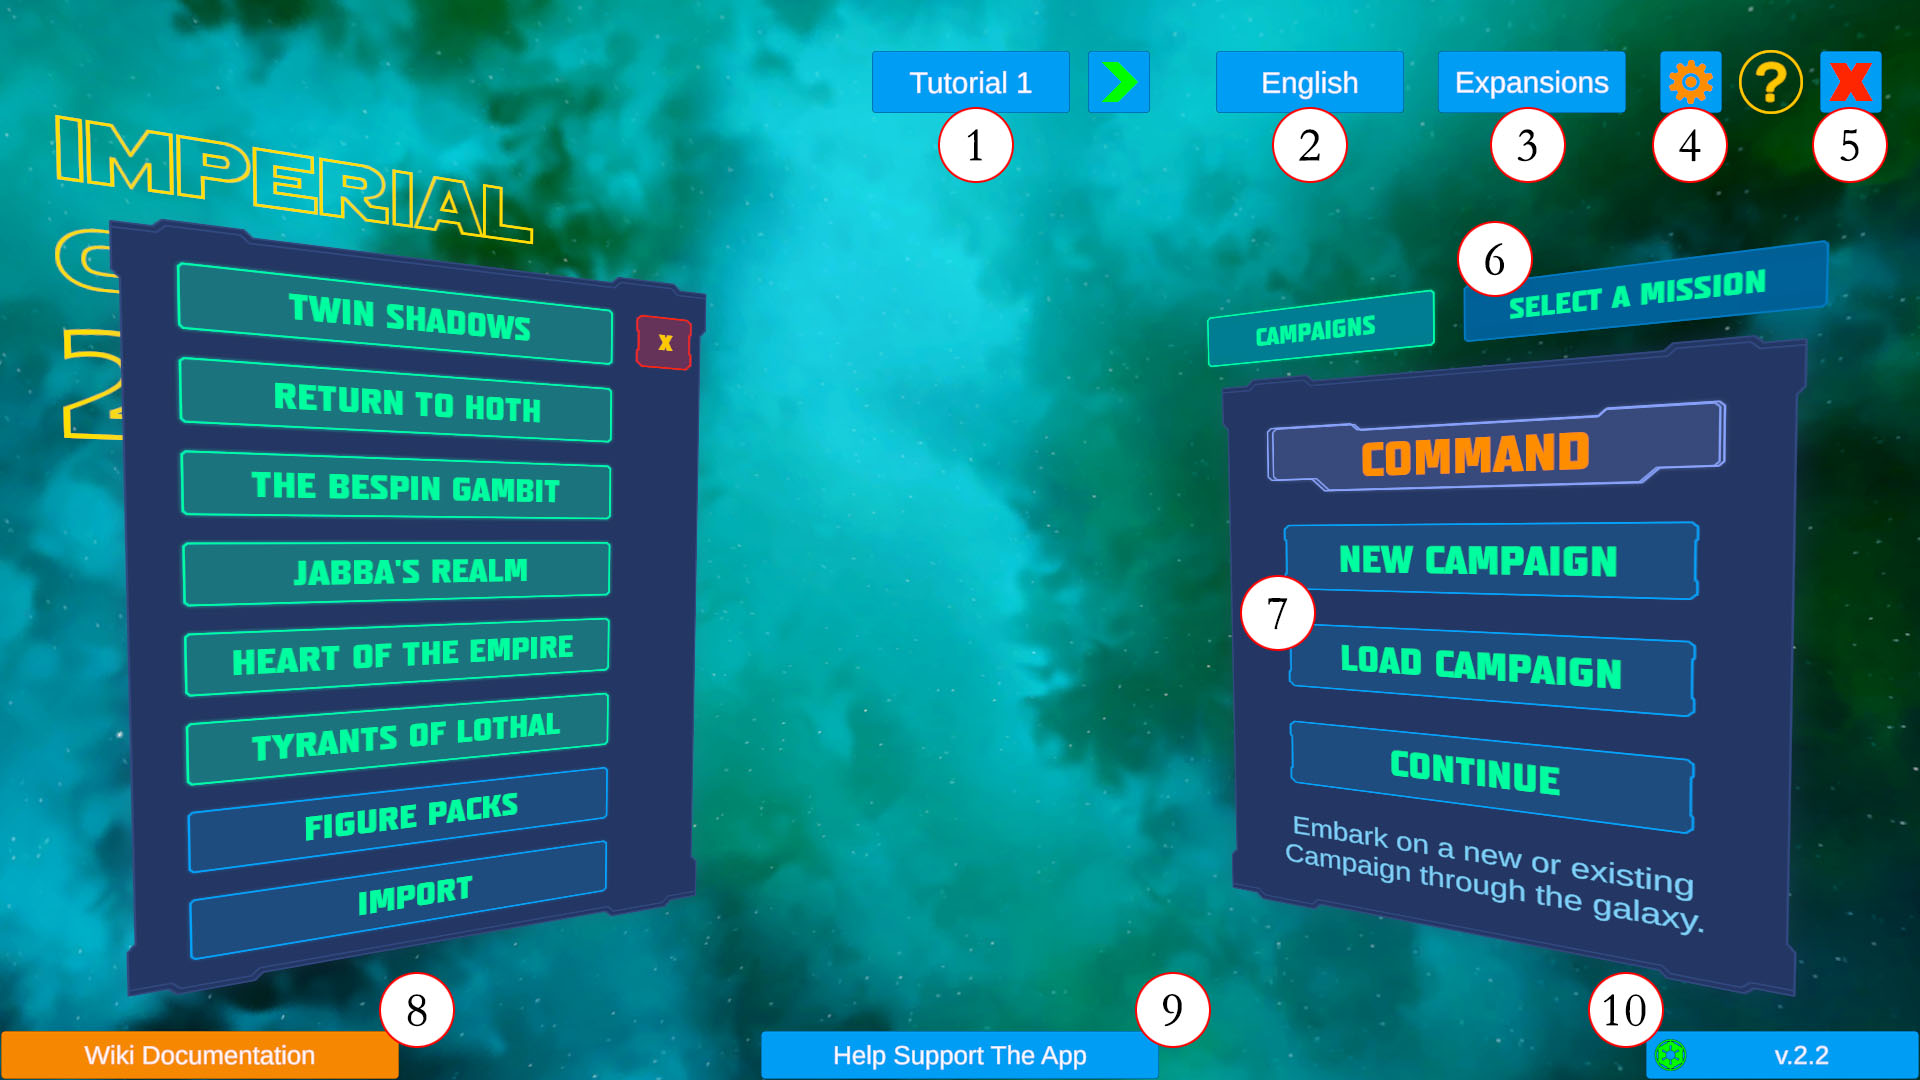 Tutorial 1
English
Expansions
?
X
1
2
3
4
5
IMPERIAL
C
2
TWIN SHADOWS
X
RETURN TO HOTH
THE BESPIN GAMBIT
JABBA'S REALM
HEART OF THE EMPIRE
TYRANTS OF LOTHAL
FIGURE PACKS
IMPORT
6
CAMPAIGNS
SELECT A MISSION
COMMAND
NEW CAMPAIGN
7
LOAD CAMPAIGN
CONTINUE
Embark on a new or existing
Campaign through the galaxy.
8
9
10
Wiki Documentation
Help Support The App
v.2.2